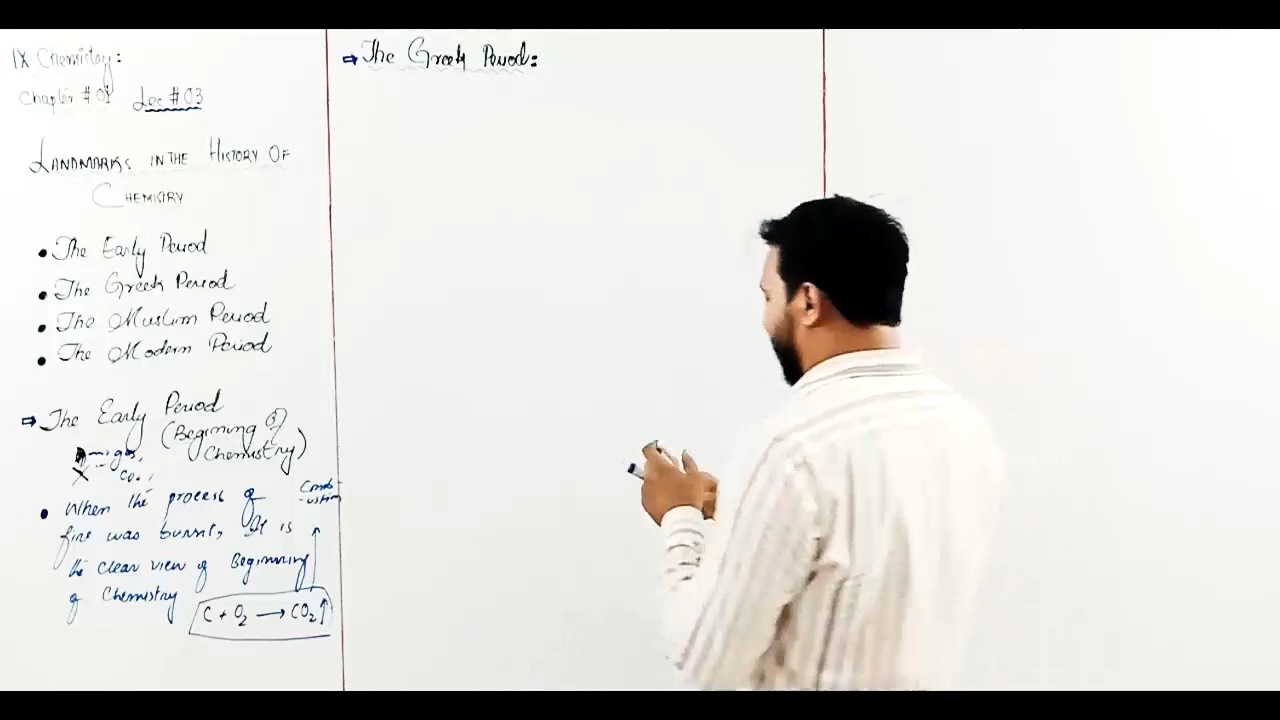 IX Chemistry:
Chapter # 01 Lec # 03
LANDMARKS IN THE HISTORY OF
CHEMISTRY
• The Early Period
• The Greek Period
• The Muslim Period
• The Modern Period
⇒ The Early Period
(Begining of
Chemistry)
• When the process of
fire was burnt, It is
the clear view of Beginning
of Chemistry
C + O₂ → CO₂↑
⇒ The Greek Period: